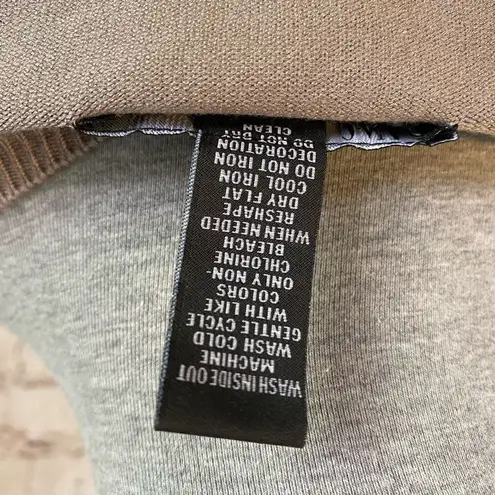 WASH INSIDE OUT
MACHINE
WASH COLD
GENTLE CYCLE
WITH LIKE
COLORS
ONLY NON-
CHLORINE
BLEACH
WHEN NEEDED
RESHAPE
DRY FLAT
COOL IRON
DO NOT IRON
DECORATION
DO NOT DRY
CLEAN